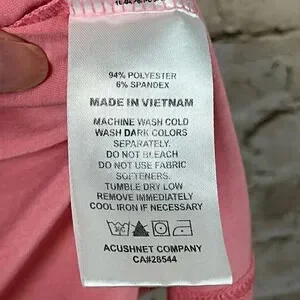 94% POLYESTER
6% SPANDEX
MADE IN VIETNAM
MACHINE WASH COLD
WASH DARK COLORS
SEPARATELY.
DO NOT BLEACH
DO NOT USE FABRIC
SOFTENERS.
TUMBLE DRY LOW
REMOVE IMMEDIATELY
COOL IRON IF NECESSARY
ACUSHNET COMPANY
CA#28544